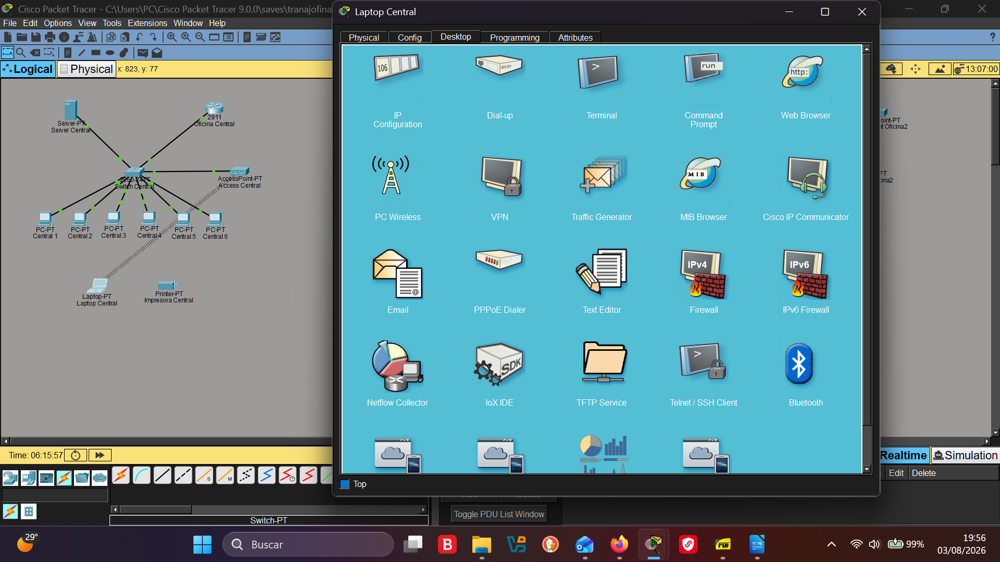 Cisco Packet Tracer - C:\Users\PC\Cisco Packet Tracer 9.0.0\saves\tranajofina
File Edit Options View Tools Extensions Window Help
Logical
Physical
x: 823, y: 77
Server-PT
Server Central
2911
Oficina Central
Switch Central
AccessPoint-PT
Access Central
PC-PT
Central 1
PC-PT
Central 2
PC-PT
Central 3
PC-PT
Central 4
PC-PT
Central 5
PC-PT
Central 6
Laptop-PT
Laptop Central
Printer-PT
Impresora Central
Time: 06:15:57
S
M
Switch-PT
Laptop Central
Physical
Config
Desktop
Programming
Attributes
106
IP
Configuration
Dial-up
>
Terminal
run
Command
Prompt
http:
Web Browser
PC Wireless
VPN
Traffic Generator
MIB
MIB Browser
Cisco IP Communicator
@
Email
PPPoE Dialer
Text Editor
IPv4
Firewall
IPv6
IPv6 Firewall
Netflow Collector
SDK
IoX IDE
TFTP Service
>
Telnet / SSH Client
Bluetooth
Top
Toggle PDU List Window
?
13:07:00
oint-PT
nt Oficina2
PT
cina2
Realtime
Simulation
Edit
Delete
29°
Buscar
B
PDF
99%
19:56
03/08/2026